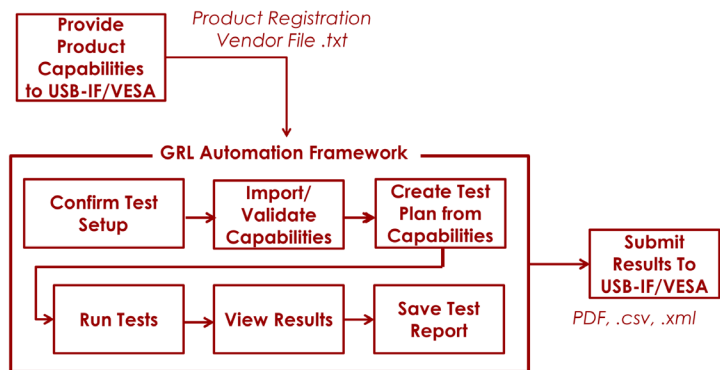 Provide
Product
Capabilities
to USB-IF/VESA
Product Registration
Vendor File .txt
GRL Automation Framework
Confirm Test
Setup
Import/
Validate
Capabilities
Create Test
Plan from
Capabilities
Run Tests
View Results
Save Test
Report
Submit
Results To
USB-IF/VESA
PDF, .csv, .xml